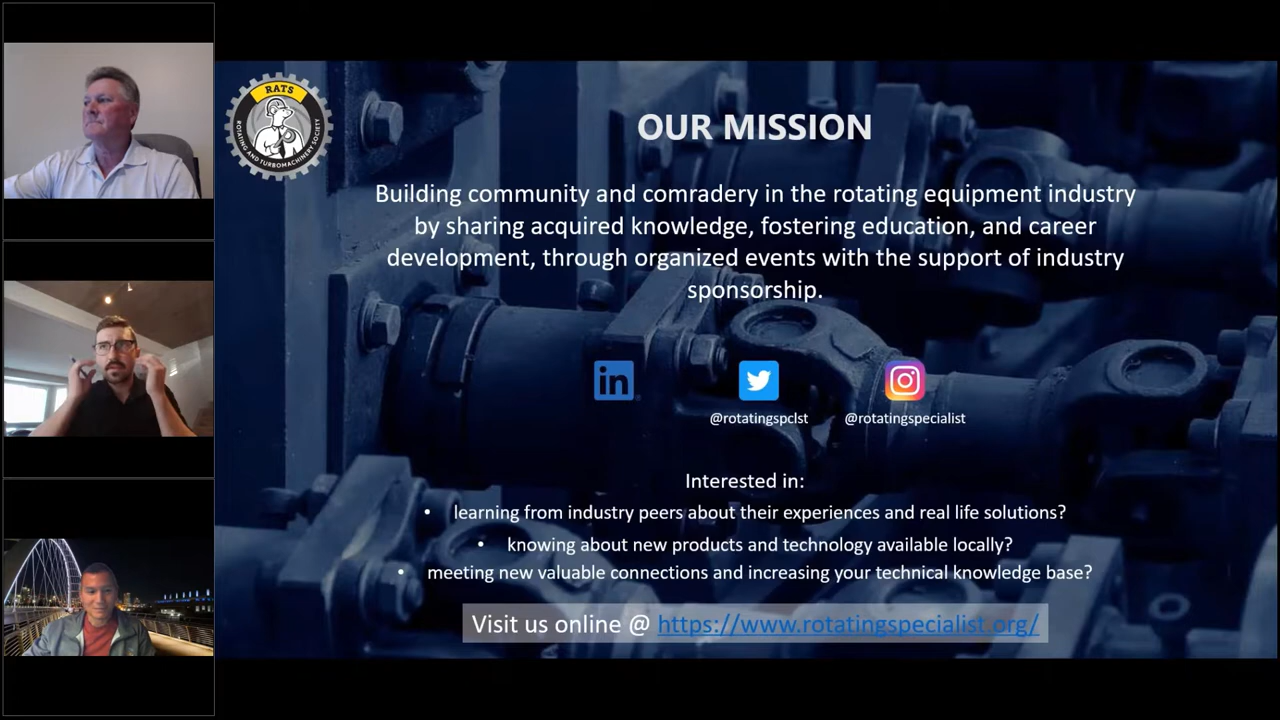 RATS
ROTATING AND TURBOMACHINERY SOCIETY
OUR MISSION
Building community and comradery in the rotating equipment industry
by sharing acquired knowledge, fostering education, and career
development, through organized events with the support of industry
sponsorship.
in
@rotatingspclst
@rotatingspecialist
Interested in:
• learning from industry peers about their experiences and real life solutions?
• knowing about new products and technology available locally?
• meeting new valuable connections and increasing your technical knowledge base?
Visit us online @ https://www.rotatingspecialist.org/